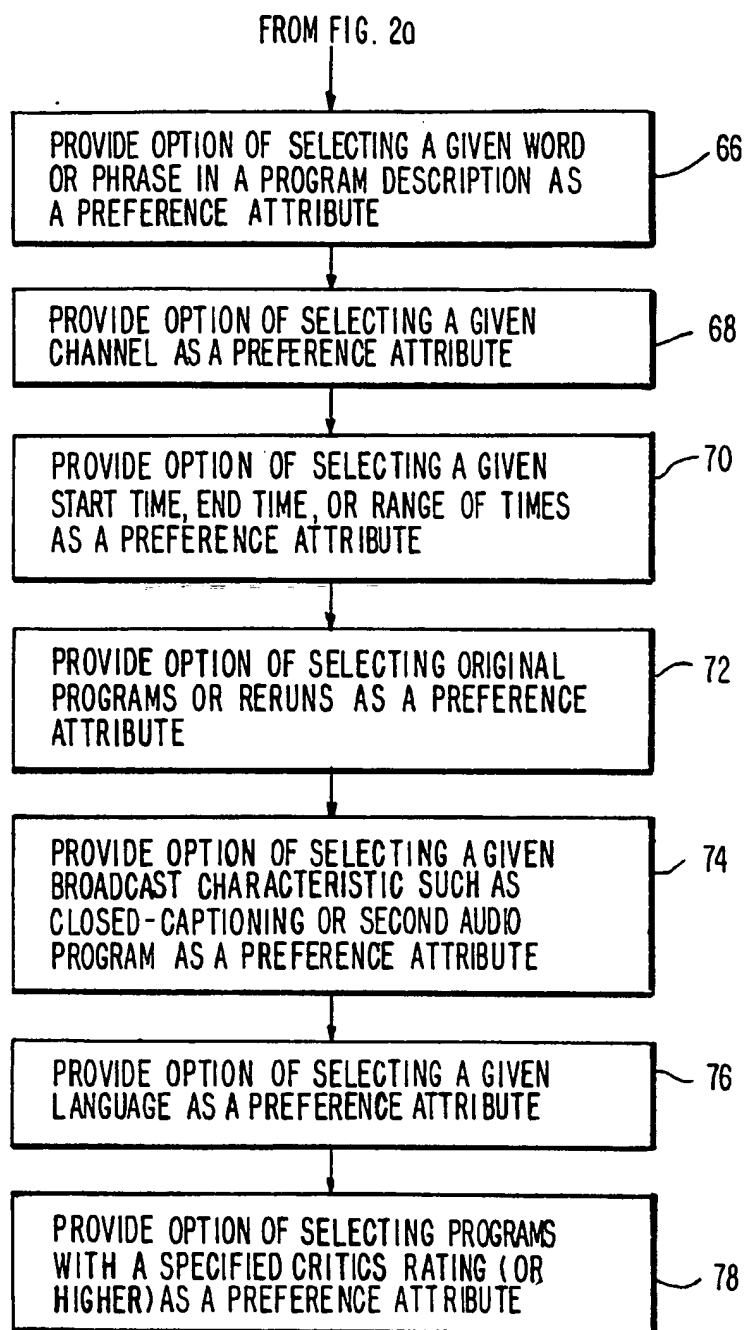 FROM FIG. 2a
PROVIDE OPTION OF SELECTING A GIVEN WORD
OR PHRASE IN A PROGRAM DESCRIPTION AS
A PREFERENCE ATTRIBUTE
66
PROVIDE OPTION OF SELECTING A GIVEN
CHANNEL AS A PREFERENCE ATTRIBUTE
68
PROVIDE OPTION OF SELECTING A GIVEN
START TIME, END TIME, OR RANGE OF TIMES
AS A PREFERENCE ATTRIBUTE
70
PROVIDE OPTION OF SELECTING ORIGINAL
PROGRAMS OR RERUNS AS A PREFERENCE
ATTRIBUTE
72
PROVIDE OPTION OF SELECTING A GIVEN
BROADCAST CHARACTERISTIC SUCH AS
CLOSED-CAPTIONING OR SECOND AUDIO
PROGRAM AS A PREFERENCE ATTRIBUTE
74
PROVIDE OPTION OF SELECTING A GIVEN
LANGUAGE AS A PREFERENCE ATTRIBUTE
76
PROVIDE OPTION OF SELECTING PROGRAMS
WITH A SPECIFIED CRITICS RATING (OR
HIGHER) AS A PREFERENCE ATTRIBUTE
78